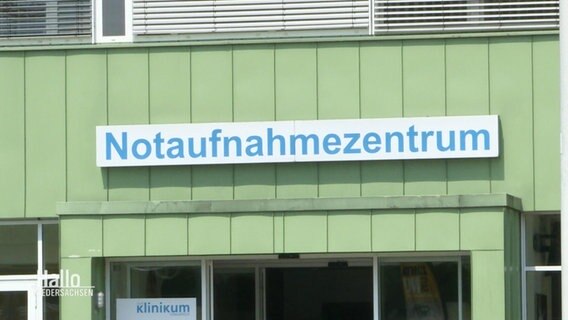 Notaufnahmezentrum
Hallo
NIEDERSACHSEN
klinikum